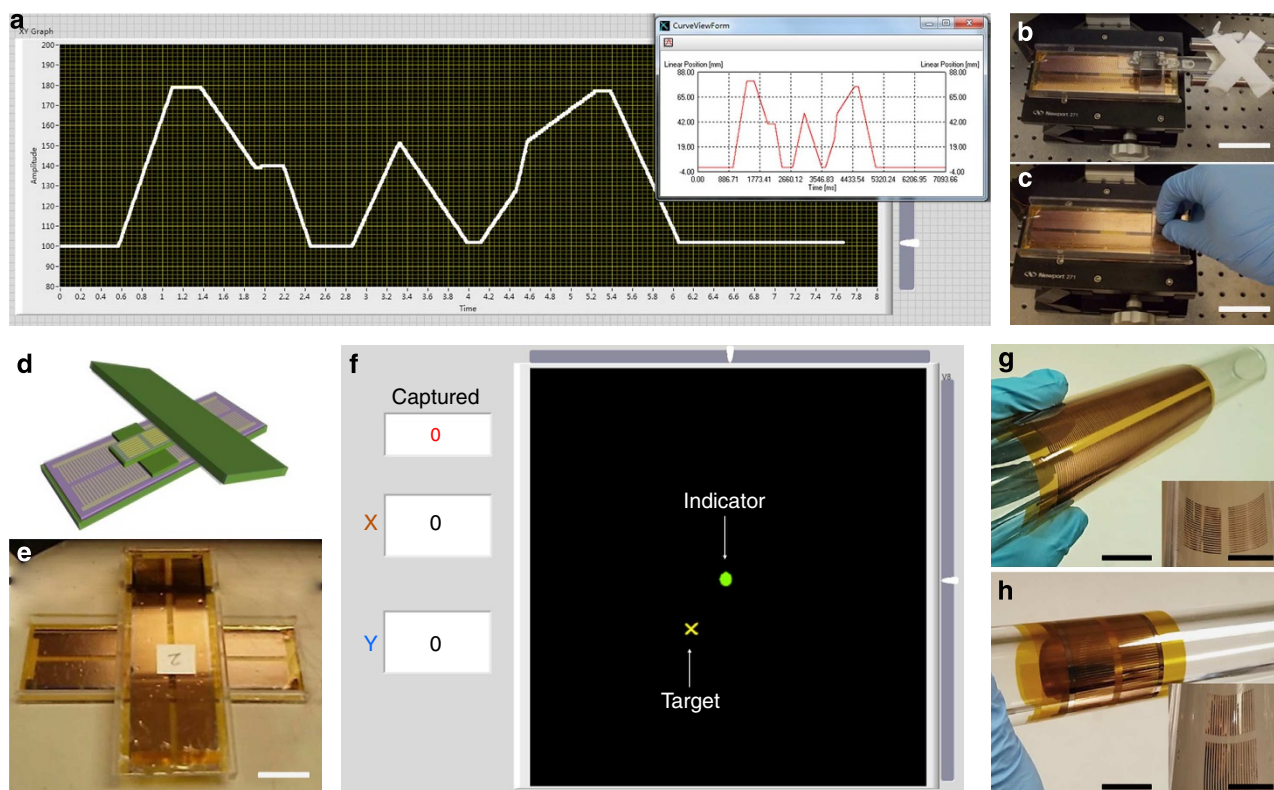 a
XY Graph
200
190
180
170
160
150
140
130
120
110
100
90
80
Amplitude
0 0.2 0.4 0.6 0.8 1 1.2 1.4 1.6 1.8 2 2.2 2.4 2.6 2.8 3 3.2 3.4 3.6 3.8 4 4.2 4.4 4.6 4.8 5 5.2 5.4 5.6 5.8 6 6.2 6.4 6.6 6.8 7 7.2 7.4 7.6 7.8 8
Time
CurveViewForm
Linear Position [mm] Linear Position [mm]
88.00 88.00
65.00 65.00
42.00 42.00
19.00 19.00
-4.00 -4.00
0.00 886.71 1773.41 2660.12 3546.83 4433.54 5320.24 6206.95 7093.66
Time [ms]
b
Newport 271
c
Newport 271
d
e
2
f
Captured
0
X 0
Y 0
Indicator
Target
g
h